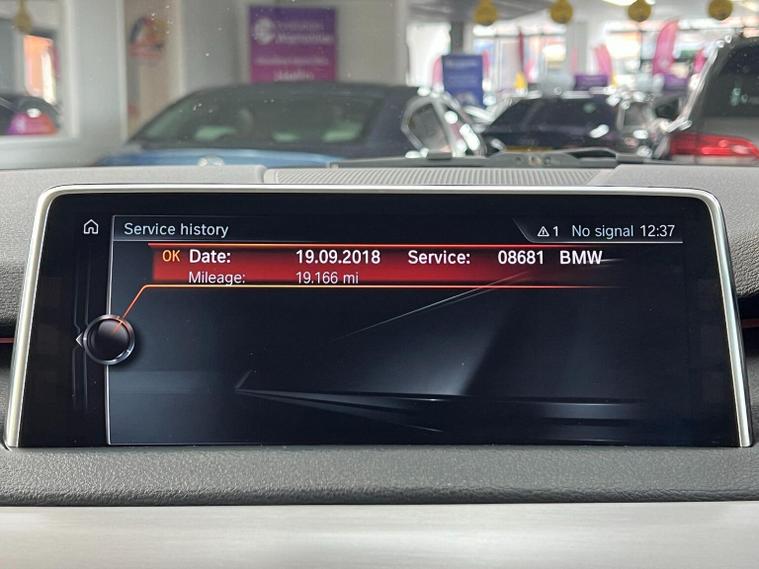 Service history
1 No signal 12:37
OK Date: 19.09.2018 Service: 08681 BMW
Mileage: 19.166 mi